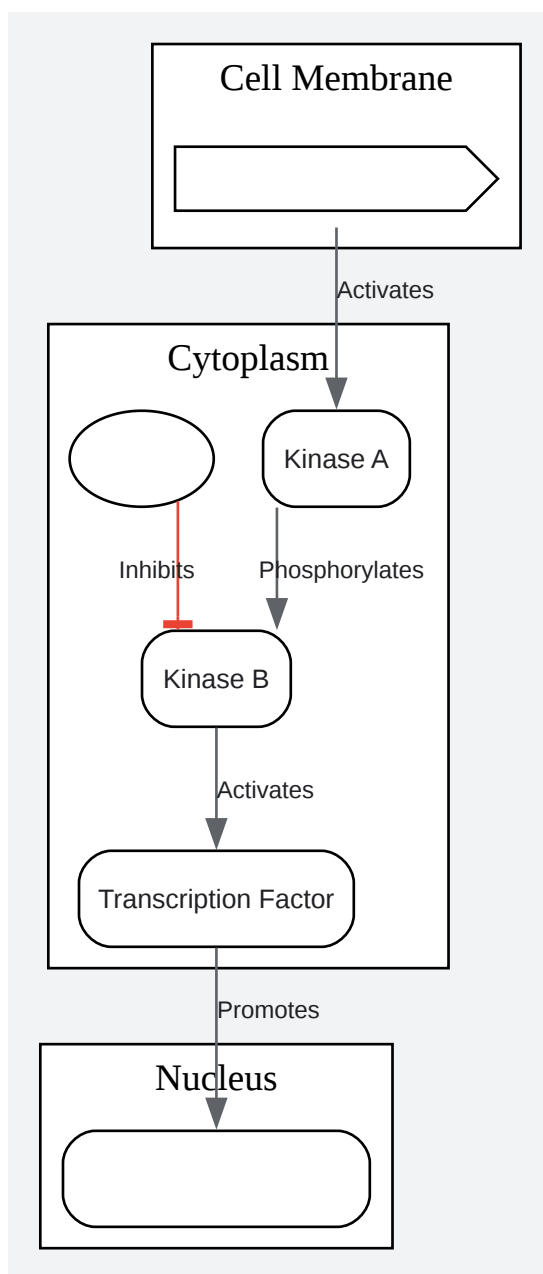 Cell Membrane
Activates
Cytoplasm
Kinase A
Inhibits
Phosphorylates
Kinase B
Activates
Transcription Factor
Promotes
Nucleus